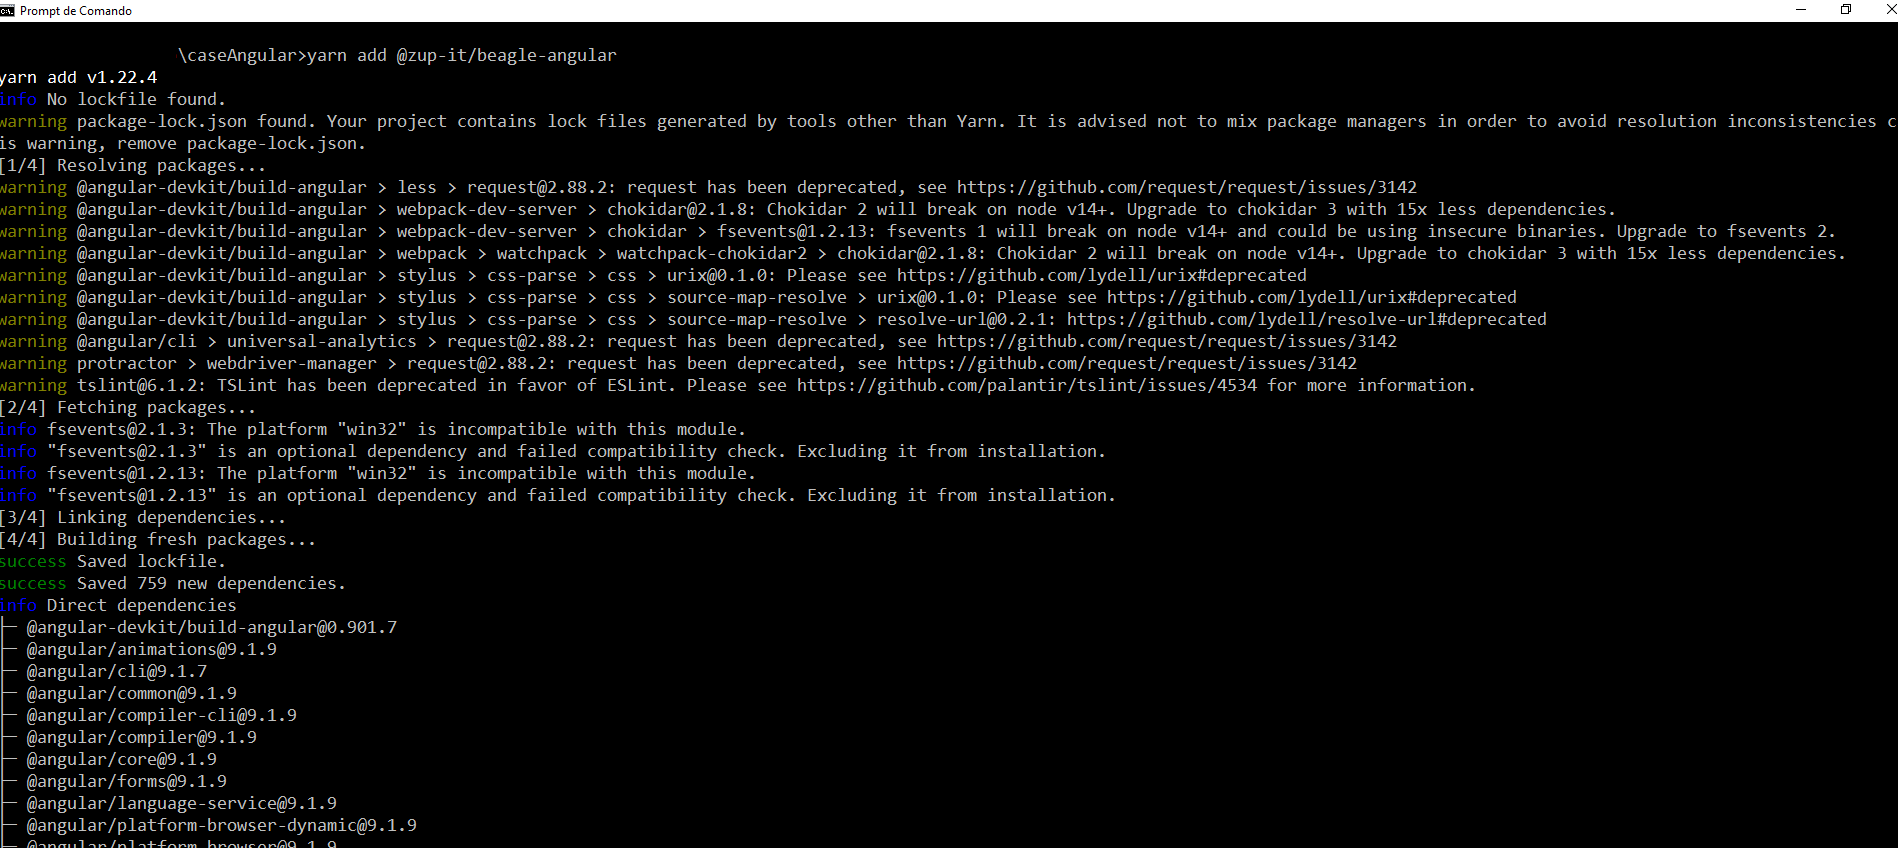 Prompt de Comando
\caseAngular>yarn add @zup-it/beagle-angular
yarn add v1.22.4
info No lockfile found.
warning package-lock.json found. Your project contains lock files generated by tools other than Yarn. It is advised not to mix package managers in order to avoid resolution inconsistencies c
is warning, remove package-lock.json.
[1/4] Resolving packages...
warning @angular-devkit/build-angular > less > request@2.88.2: request has been deprecated, see https://github.com/request/request/issues/3142
warning @angular-devkit/build-angular > webpack-dev-server > chokidar@2.1.8: Chokidar 2 will break on node v14+. Upgrade to chokidar 3 with 15x less dependencies.
warning @angular-devkit/build-angular > webpack-dev-server > chokidar > fsevents@1.2.13: fsevents 1 will break on node v14+ and could be using insecure binaries. Upgrade to fsevents 2.
warning @angular-devkit/build-angular > webpack > watchpack > watchpack-chokidar2 > chokidar@2.1.8: Chokidar 2 will break on node v14+. Upgrade to chokidar 3 with 15x less dependencies.
warning @angular-devkit/build-angular > stylus > css-parse > css > urix@0.1.0: Please see https://github.com/lydell/urix#deprecated
warning @angular-devkit/build-angular > stylus > css-parse > css > source-map-resolve > urix@0.1.0: Please see https://github.com/lydell/urix#deprecated
warning @angular-devkit/build-angular > stylus > css-parse > css > source-map-resolve > resolve-url@0.2.1: https://github.com/lydell/resolve-url#deprecated
warning @angular/cli > universal-analytics > request@2.88.2: request has been deprecated, see https://github.com/request/request/issues/3142
warning protractor > webdriver-manager > request@2.88.2: request has been deprecated, see https://github.com/request/request/issues/3142
warning tslint@6.1.2: TSLint has been deprecated in favor of ESLint. Please see https://github.com/palantir/tslint/issues/4534 for more information.
[2/4] Fetching packages...
info fsevents@2.1.3: The platform "win32" is incompatible with this module.
info "fsevents@2.1.3" is an optional dependency and failed compatibility check. Excluding it from installation.
info fsevents@1.2.13: The platform "win32" is incompatible with this module.
info "fsevents@1.2.13" is an optional dependency and failed compatibility check. Excluding it from installation.
[3/4] Linking dependencies...
[4/4] Building fresh packages...
success Saved lockfile.
success Saved 759 new dependencies.
info Direct dependencies
├─ @angular-devkit/build-angular@0.901.7
├─ @angular/animations@9.1.9
├─ @angular/cli@9.1.7
├─ @angular/common@9.1.9
├─ @angular/compiler-cli@9.1.9
├─ @angular/compiler@9.1.9
├─ @angular/core@9.1.9
├─ @angular/forms@9.1.9
├─ @angular/language-service@9.1.9
├─ @angular/platform-browser-dynamic@9.1.9
├─ @angular/platform-browser@9.1.9